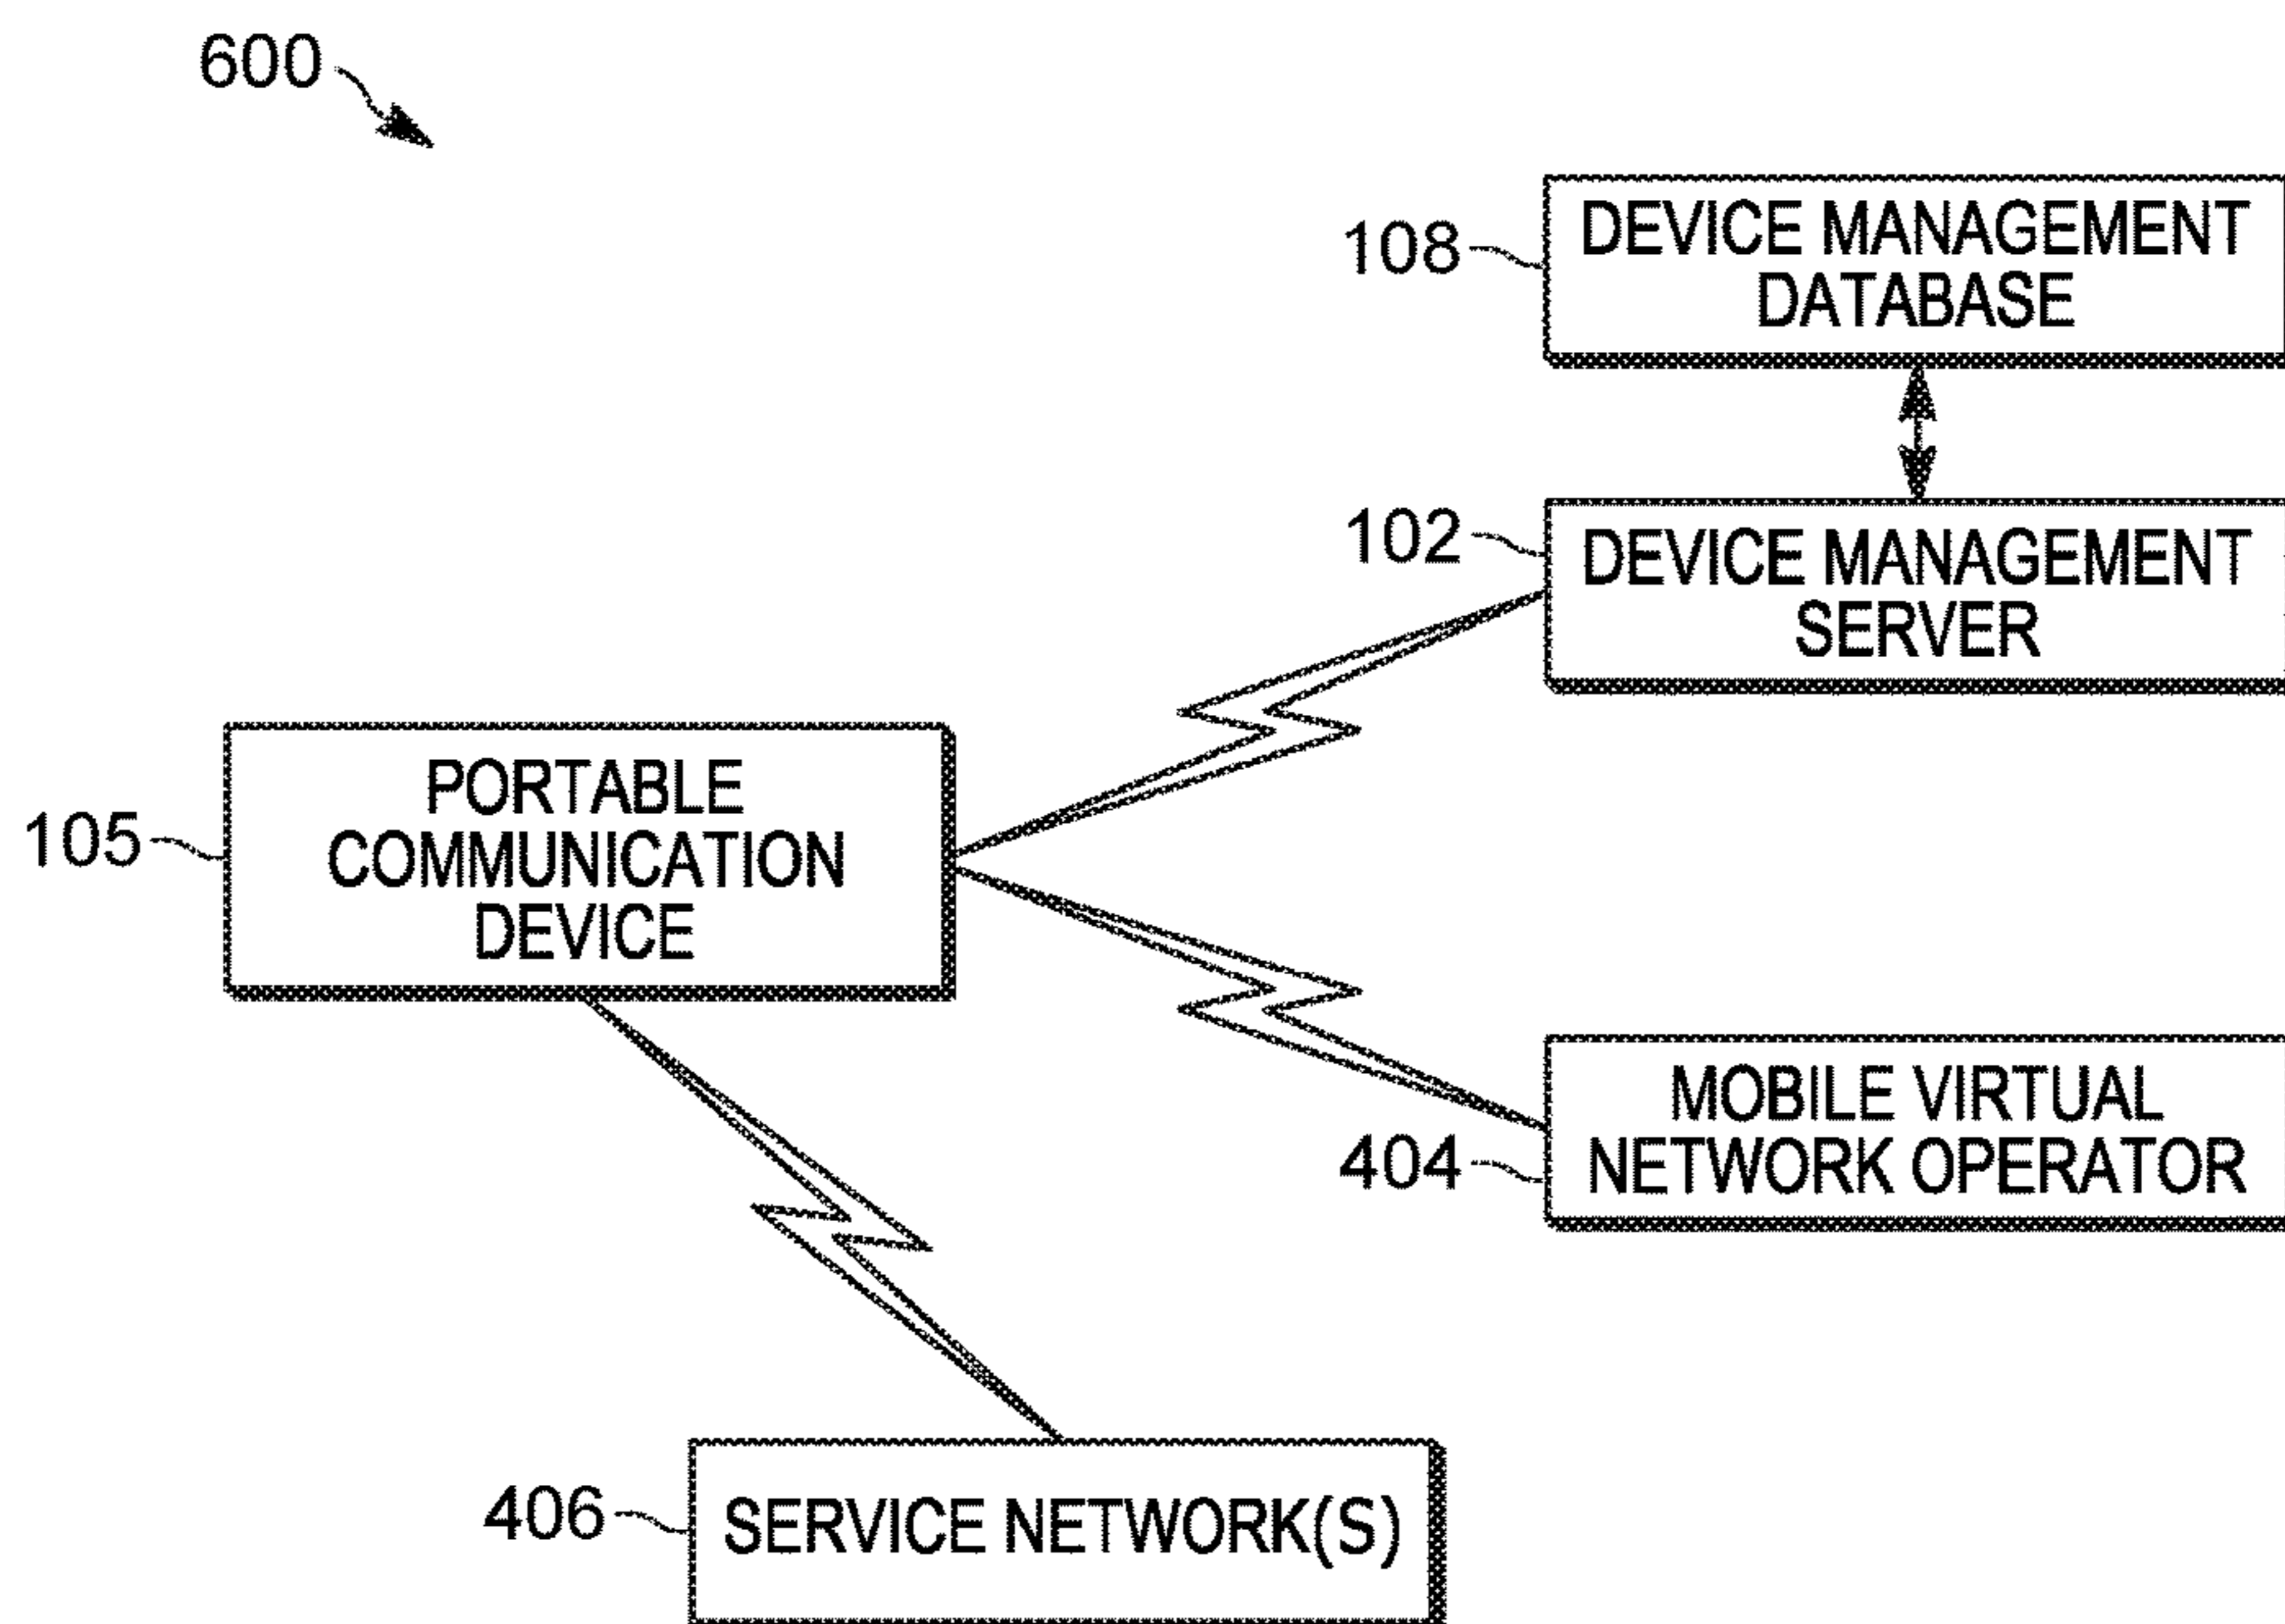 600
108
DEVICE MANAGEMENT
DATABASE
102
DEVICE MANAGEMENT
SERVER
105
PORTABLE
COMMUNICATION
DEVICE
404
MOBILE VIRTUAL
NETWORK OPERATOR
406
SERVICE NETWORK(S)